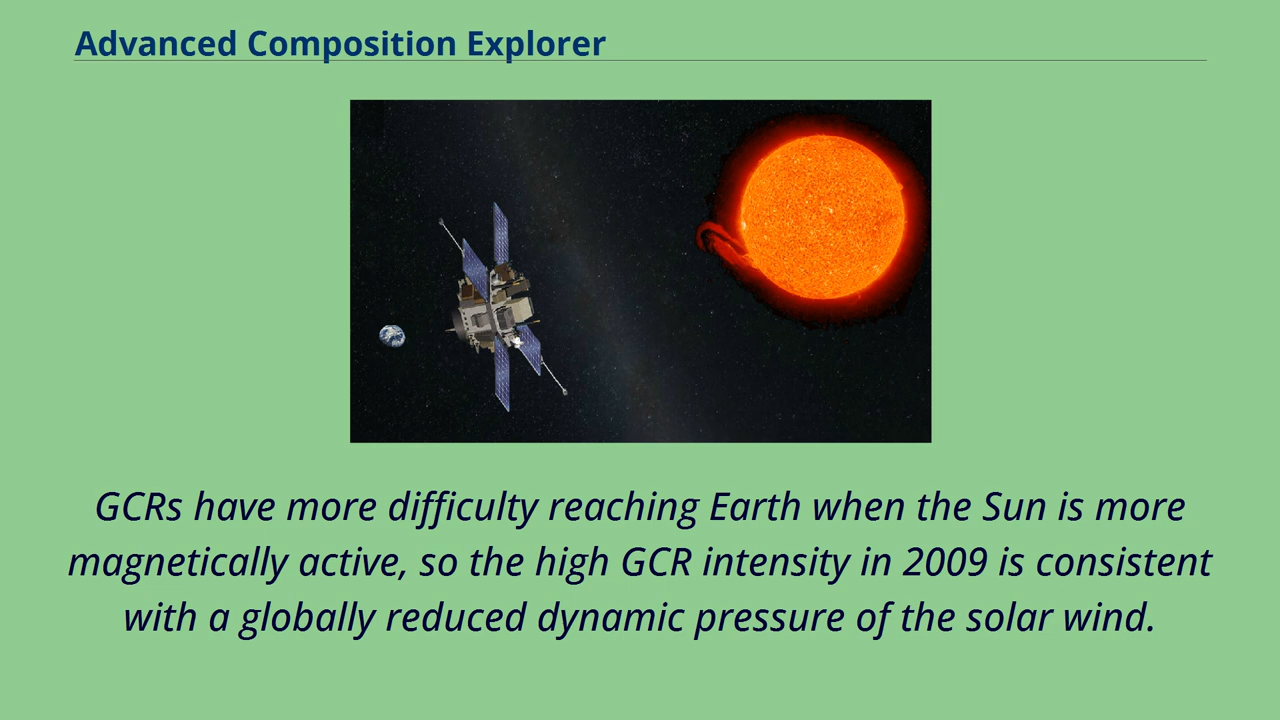 Advanced Composition Explorer
GCRs have more difficulty reaching Earth when the Sun is more
magnetically active, so the high GCR intensity in 2009 is consistent
with a globally reduced dynamic pressure of the solar wind.